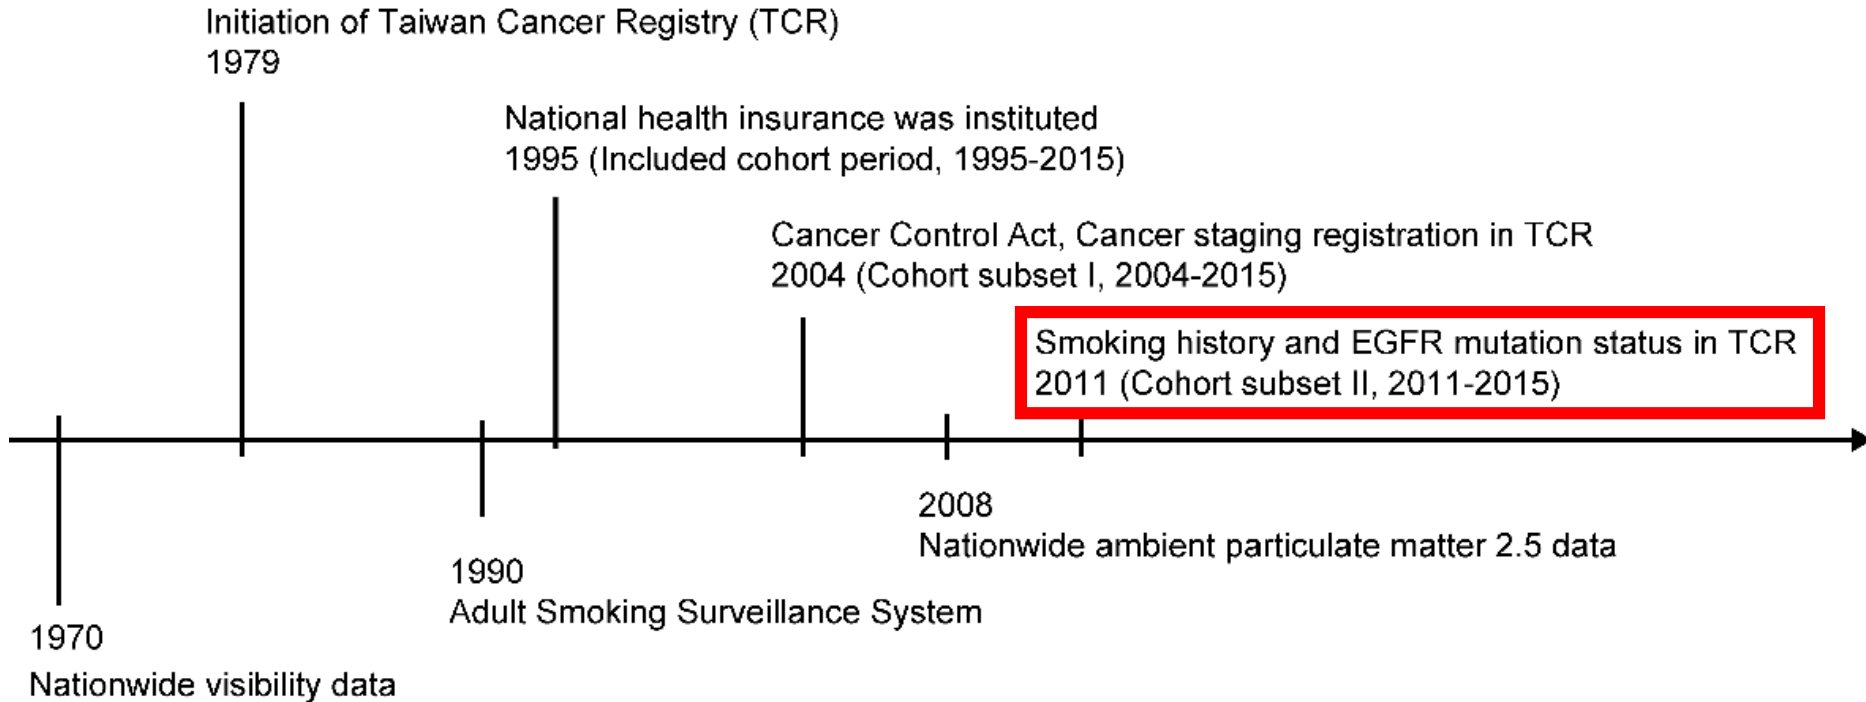 Initiation of Taiwan Cancer Registry (TCR)
1979
National health insurance was instituted
1995 (Included cohort period, 1995-2015)
Cancer Control Act, Cancer staging registration in TCR
2004 (Cohort subset I, 2004-2015)
Smoking history and EGFR mutation status in TCR
2011 (Cohort subset II, 2011-2015)
2008
Nationwide ambient particulate matter 2.5 data
1990
Adult Smoking Surveillance System
1970
Nationwide visibility data